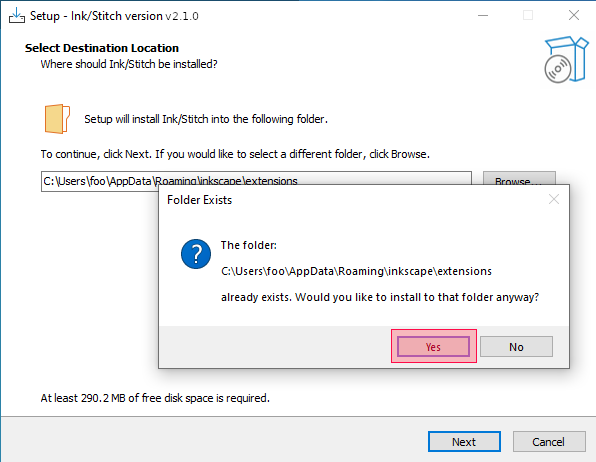 Setup - Ink/Stitch version v2.1.0
Select Destination Location
Where should Ink/Stitch be installed?
Setup will install Ink/Stitch into the following folder.
To continue, click Next. If you would like to select a different folder, click Browse.
C:\Users\foo\AppData\Roaming\inkscape\extensions
Browse...
Folder Exists
The folder:
C:\Users\foo\AppData\Roaming\inkscape\extensions
already exists. Would you like to install to that folder anyway?
Yes
No
At least 290.2 MB of free disk space is required.
Next
Cancel